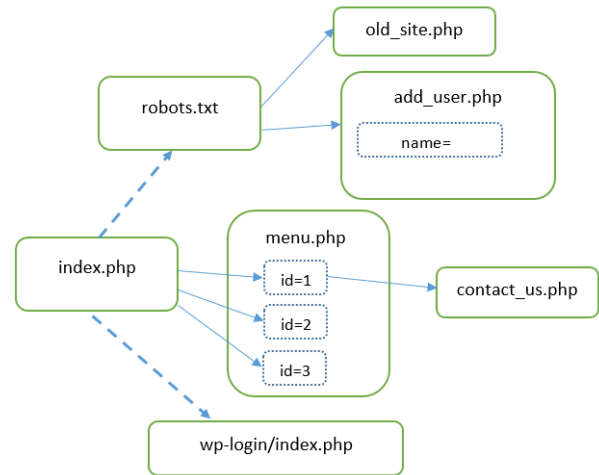 old_site.php
robots.txt
add_user.php
name=
index.php
menu.php
id=1
id=2
id=3
contact_us.php
wp-login/index.php